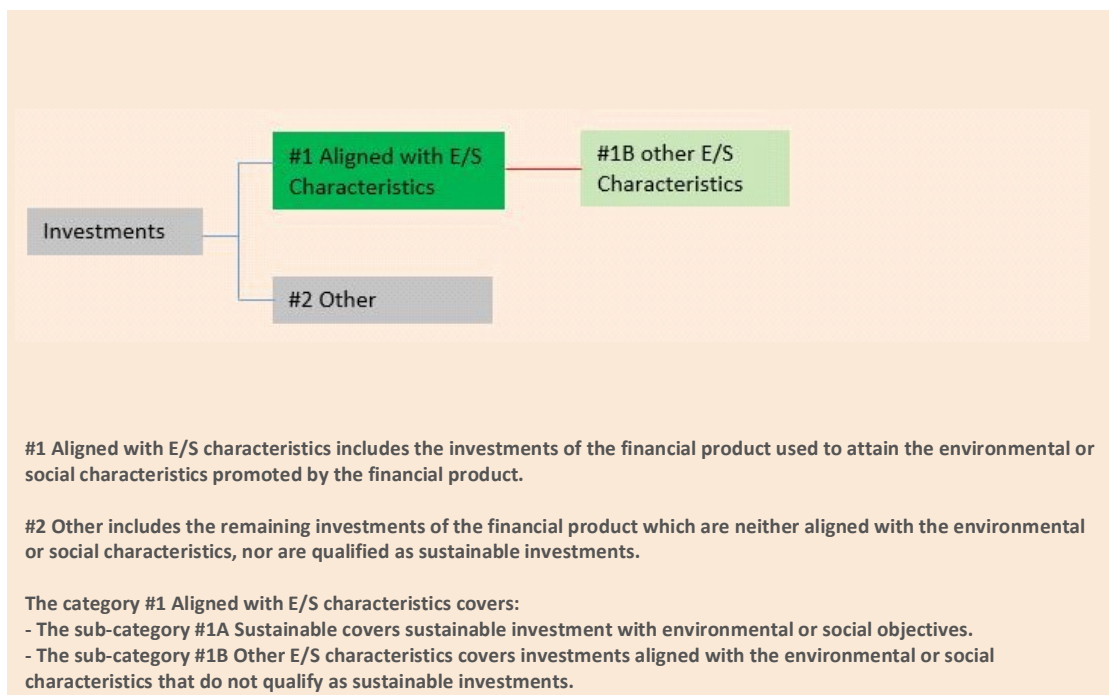 #1 Aligned with E/S
Characteristics
#1B other E/S
Characteristics
Investments
#2 Other
#1 Aligned with E/S characteristics includes the investments of the financial product used to attain the environmental or
social characteristics promoted by the financial product.
#2 Other includes the remaining investments of the financial product which are neither aligned with the environmental
or social characteristics, nor are qualified as sustainable investments.
The category #1 Aligned with E/S characteristics covers:
- The sub-category #1A Sustainable covers sustainable investment with environmental or social objectives.
- The sub-category #1B Other E/S characteristics covers investments aligned with the environmental or social
characteristics that do not qualify as sustainable investments.